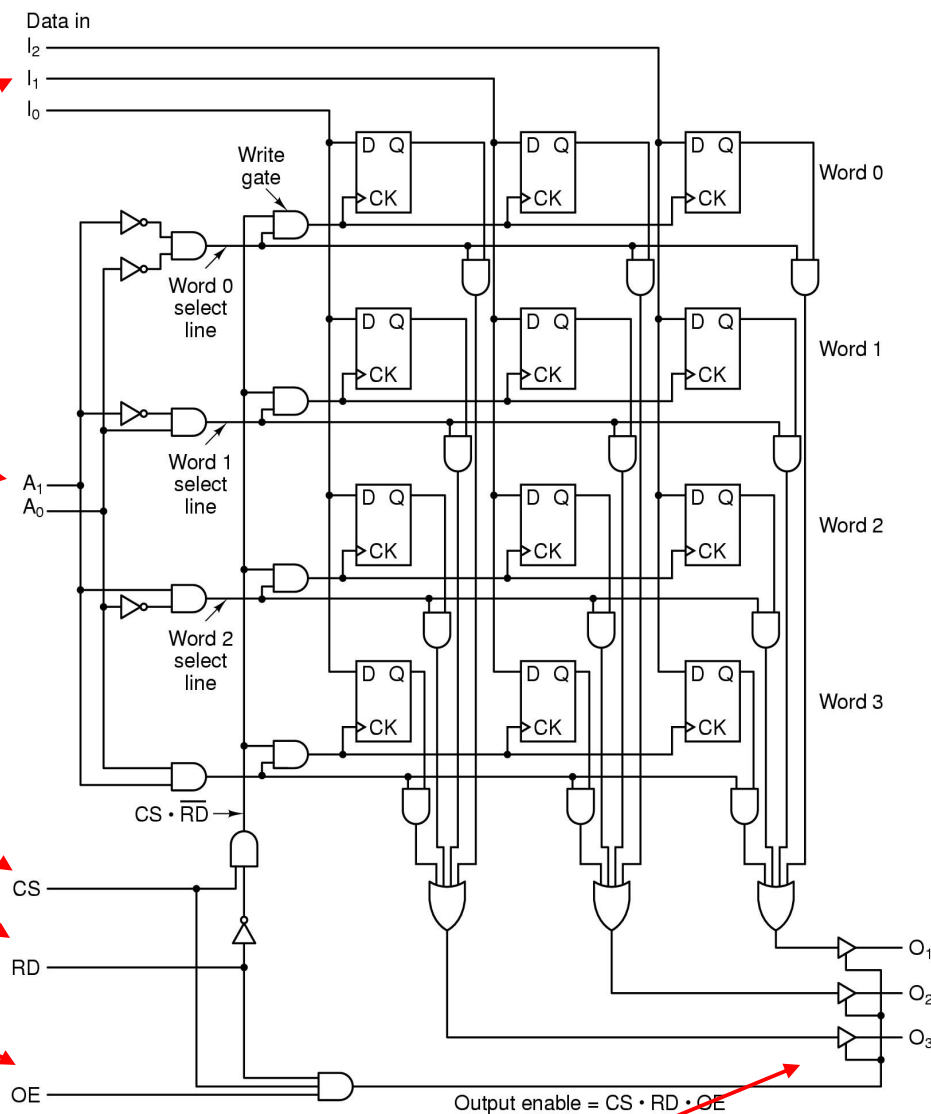 Data in
I₂
I₁
I₀
Write
gate
D Q
CK
D Q
CK
D Q
CK
Word 0
Word 0
select
line
D Q
CK
D Q
CK
D Q
CK
Word 1
Word 1
select
line
A₁
A₀
D Q
CK
D Q
CK
D Q
CK
Word 2
Word 2
select
line
D Q
CK
D Q
CK
D Q
CK
Word 3
CS • R̅D̅
CS
RD
O₁
O₂
O₃
OE
Output enable = CS • RD • OE